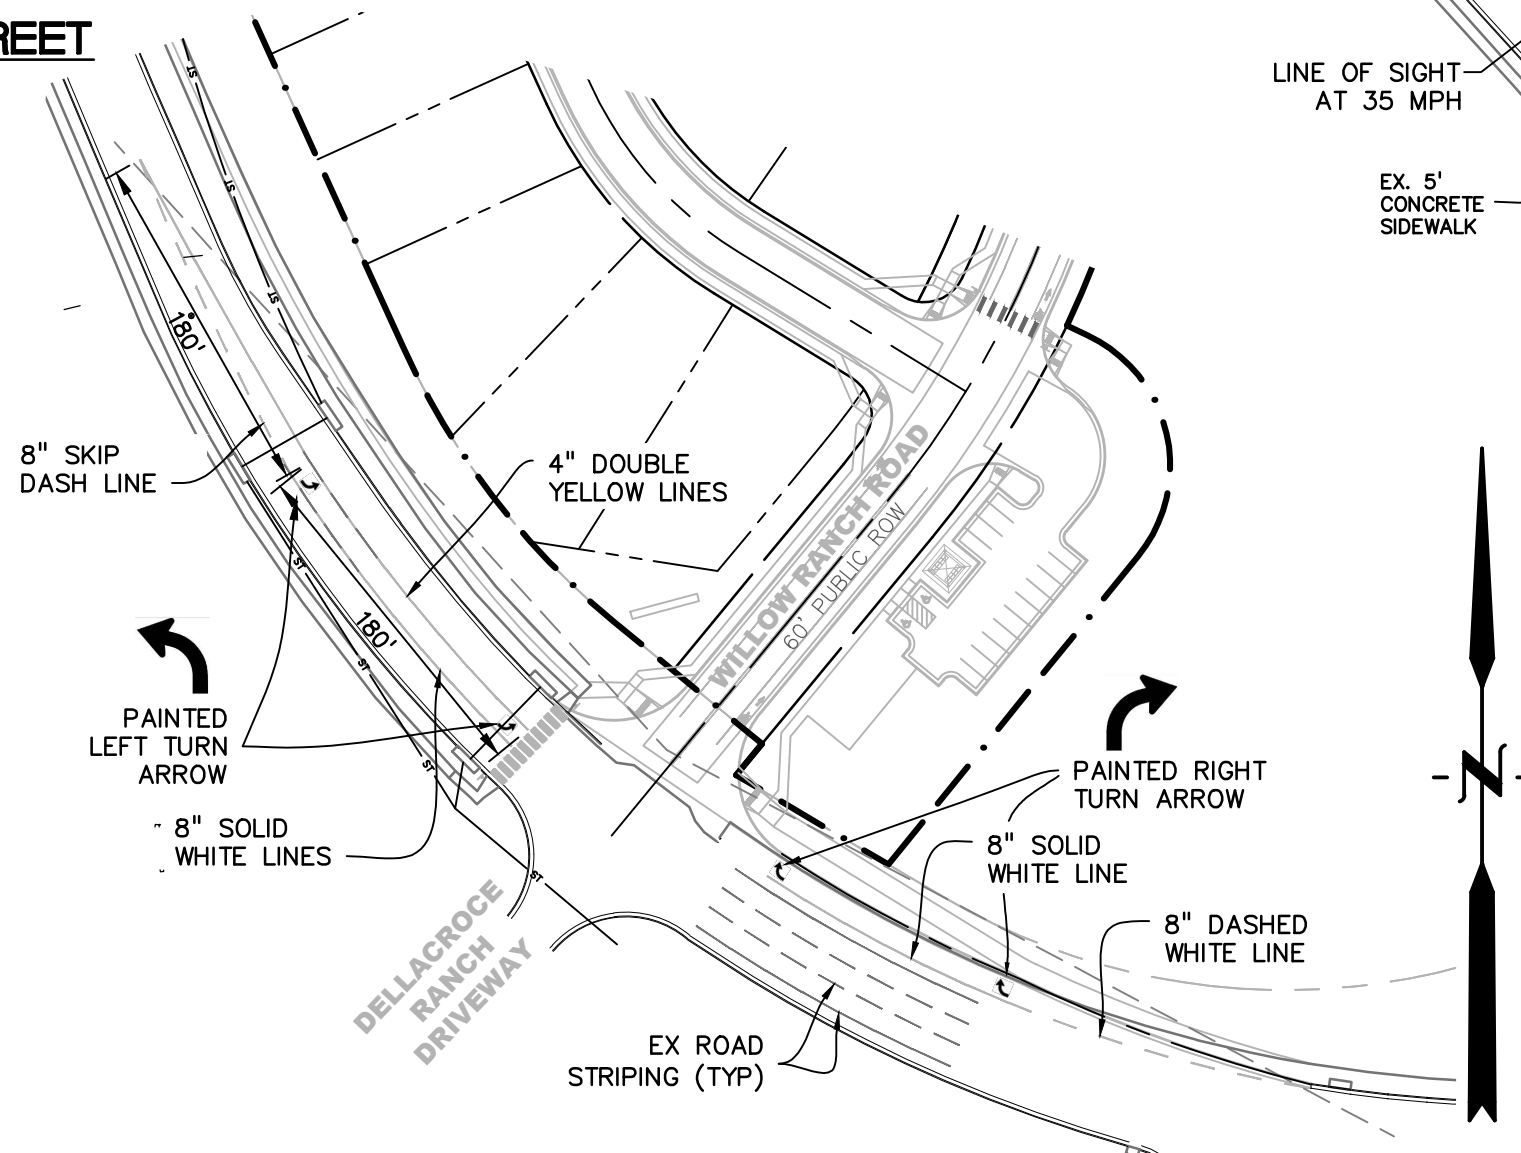 REET
LINE OF SIGHT
AT 35 MPH
EX. 5'
CONCRETE
SIDEWALK
ST
ST
ST
180'
8" SKIP
DASH LINE
4" DOUBLE
YELLOW LINES
WILLOW RANCH ROAD
60' PUBLIC ROW
ST
180'
ST
PAINTED
LEFT TURN
ARROW
ST
8" SOLID
WHITE LINES
ST
PAINTED RIGHT
TURN ARROW
8" SOLID
WHITE LINE
8" DASHED
WHITE LINE
DELLACROCE
RANCH
DRIVEWAY
EX ROAD
STRIPING (TYP)
N